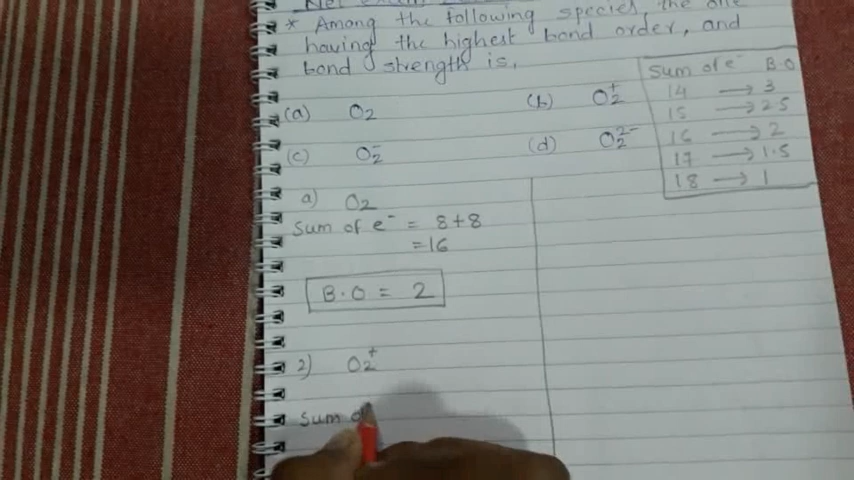 * Among the following species the one
having the highest bond order, and
bond strength is,
(a) O₂ (b) O₂⁺
(c) O₂⁻ (d) O₂²⁻
Sum of e⁻ B.O
14 → 3
15 → 2.5
16 → 2
17 → 1.5
18 → 1
a) O₂
Sum of e⁻ = 8+8
=16
B.O = 2
2) O₂⁺
Sum o